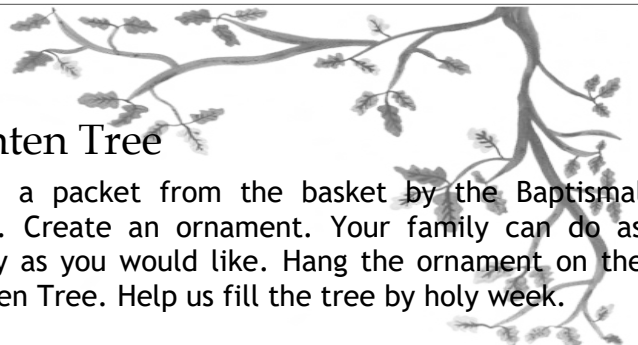 nten Tree
a packet from the basket by the Baptismal
. Create an ornament. Your family can do as
y as you would like. Hang the ornament on the
en Tree. Help us fill the tree by holy week.